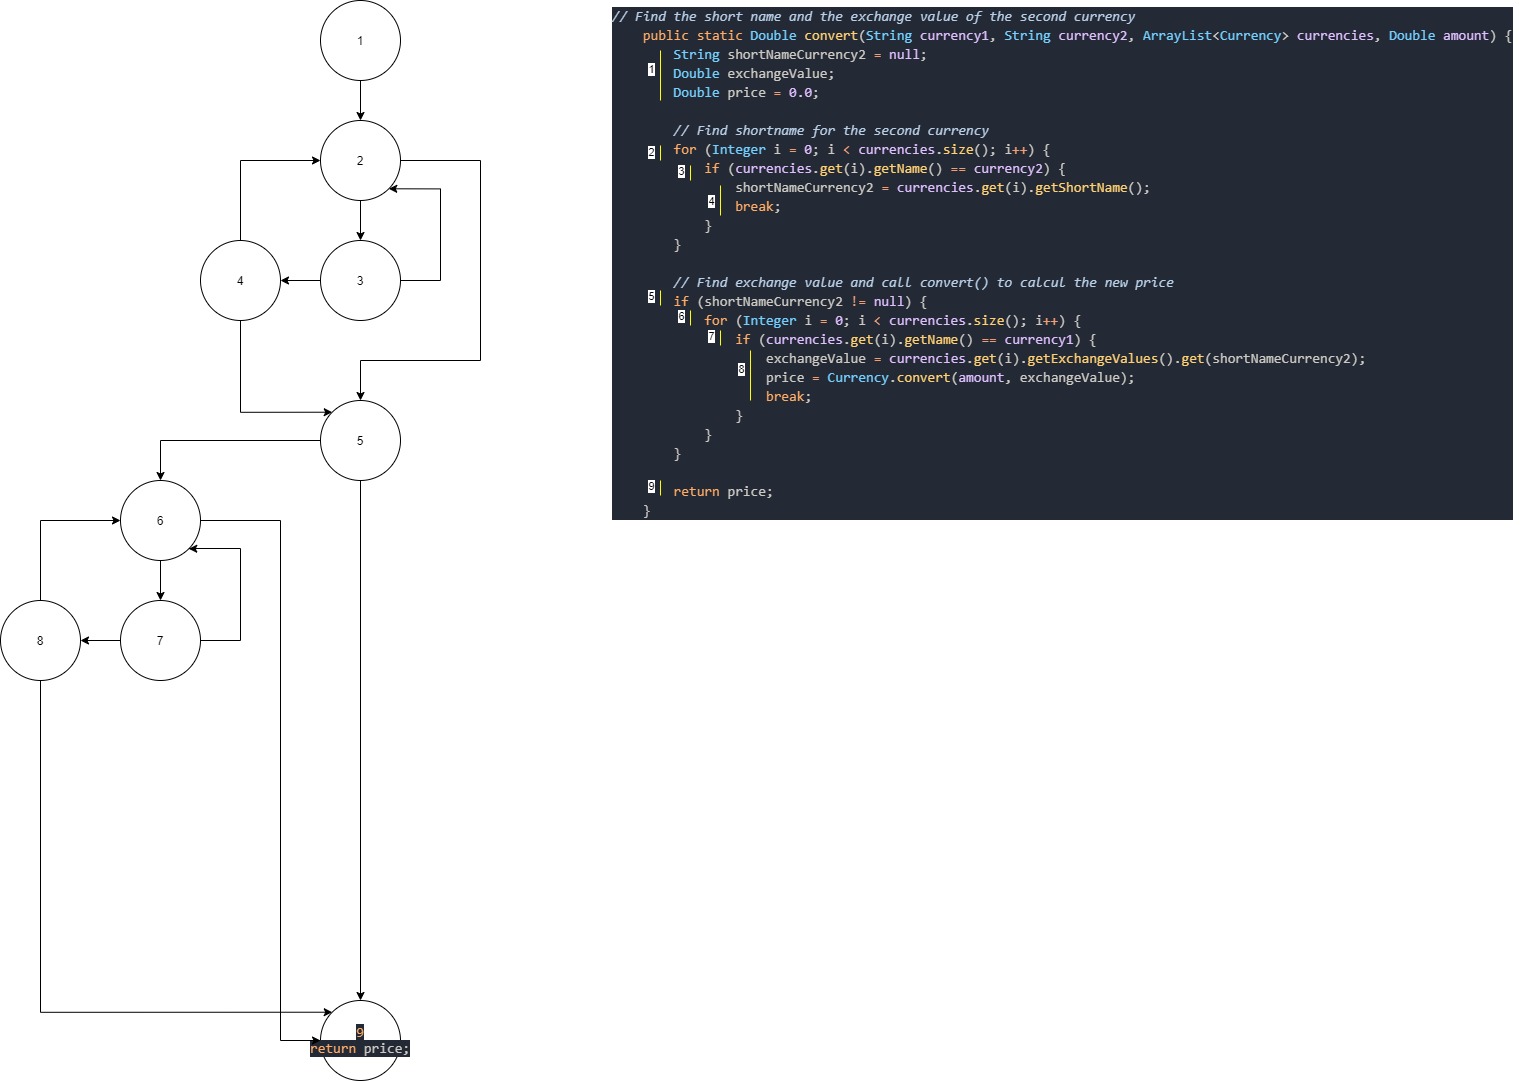 1
2
4
3
5
6
8
7
9
return price;
// Find the short name and the exchange value of the second currency
public static Double convert(String currency1, String currency2, ArrayList<Currency> currencies, Double amount) {
String shortNameCurrency2 = null;
1 Double exchangeValue;
Double price = 0.0;
// Find shortname for the second currency
2 for (Integer i = 0; i < currencies.size(); i++) {
3 if (currencies.get(i).getName() == currency2) {
shortNameCurrency2 = currencies.get(i).getShortName();
4 break;
}
}
// Find exchange value and call convert() to calcul the new price
5 if (shortNameCurrency2 != null) {
6 for (Integer i = 0; i < currencies.size(); i++) {
7 if (currencies.get(i).getName() == currency1) {
exchangeValue = currencies.get(i).getExchangeValues().get(shortNameCurrency2);
8 price = Currency.convert(amount, exchangeValue);
break;
}
}
}
9 return price;
}